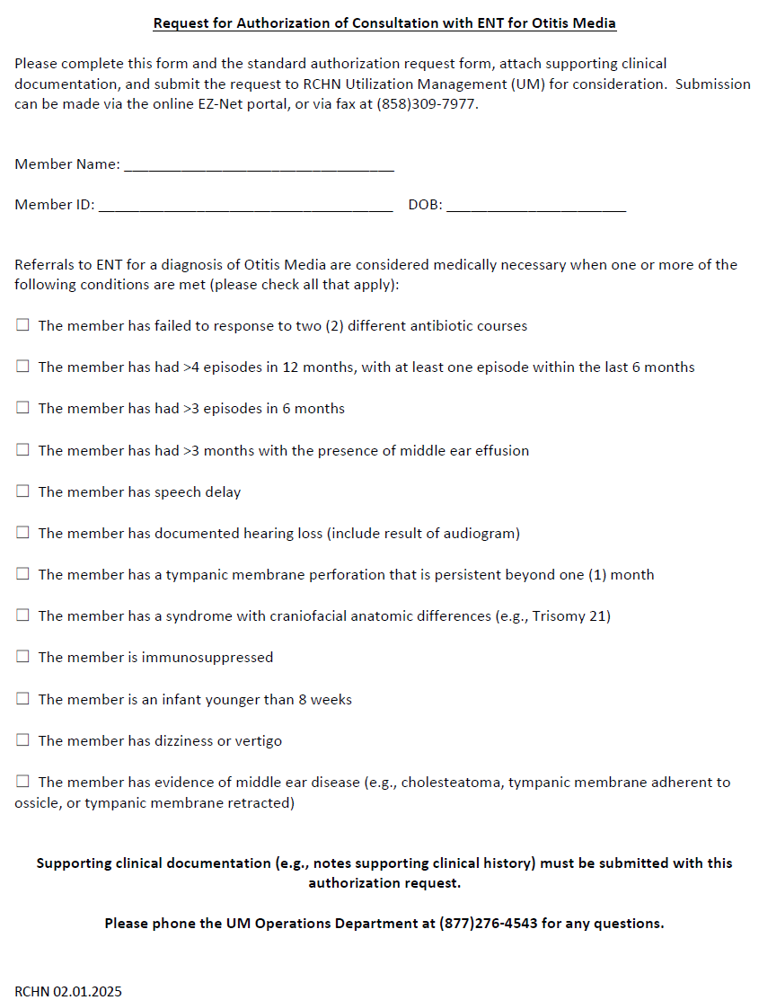 Request for Authorization of Consultation with ENT for Otitis Media
Please complete this form and the standard authorization request form, attach supporting clinical
documentation, and submit the request to RCHN Utilization Management (UM) for consideration.  Submission
can be made via the online EZ-Net portal, or via fax at (858)309-7977.
Member Name: ________________________________
Member ID: ___________________________________ DOB: _____________________
Referrals to ENT for a diagnosis of Otitis Media are considered medically necessary when one or more of the
following conditions are met (please check all that apply):
☐ The member has failed to response to two (2) different antibiotic courses
☐ The member has had >4 episodes in 12 months, with at least one episode within the last 6 months
☐ The member has had >3 episodes in 6 months
☐ The member has had >3 months with the presence of middle ear effusion
☐ The member has speech delay
☐ The member has documented hearing loss (include result of audiogram)
☐ The member has a tympanic membrane perforation that is persistent beyond one (1) month
☐ The member has a syndrome with craniofacial anatomic differences (e.g., Trisomy 21)
☐ The member is immunosuppressed
☐ The member is an infant younger than 8 weeks
☐ The member has dizziness or vertigo
☐ The member has evidence of middle ear disease (e.g., cholesteatoma, tympanic membrane adherent to
ossicle, or tympanic membrane retracted)
Supporting clinical documentation (e.g., notes supporting clinical history) must be submitted with this
authorization request.
Please phone the UM Operations Department at (877)276-4543 for any questions.
RCHN 02.01.2025